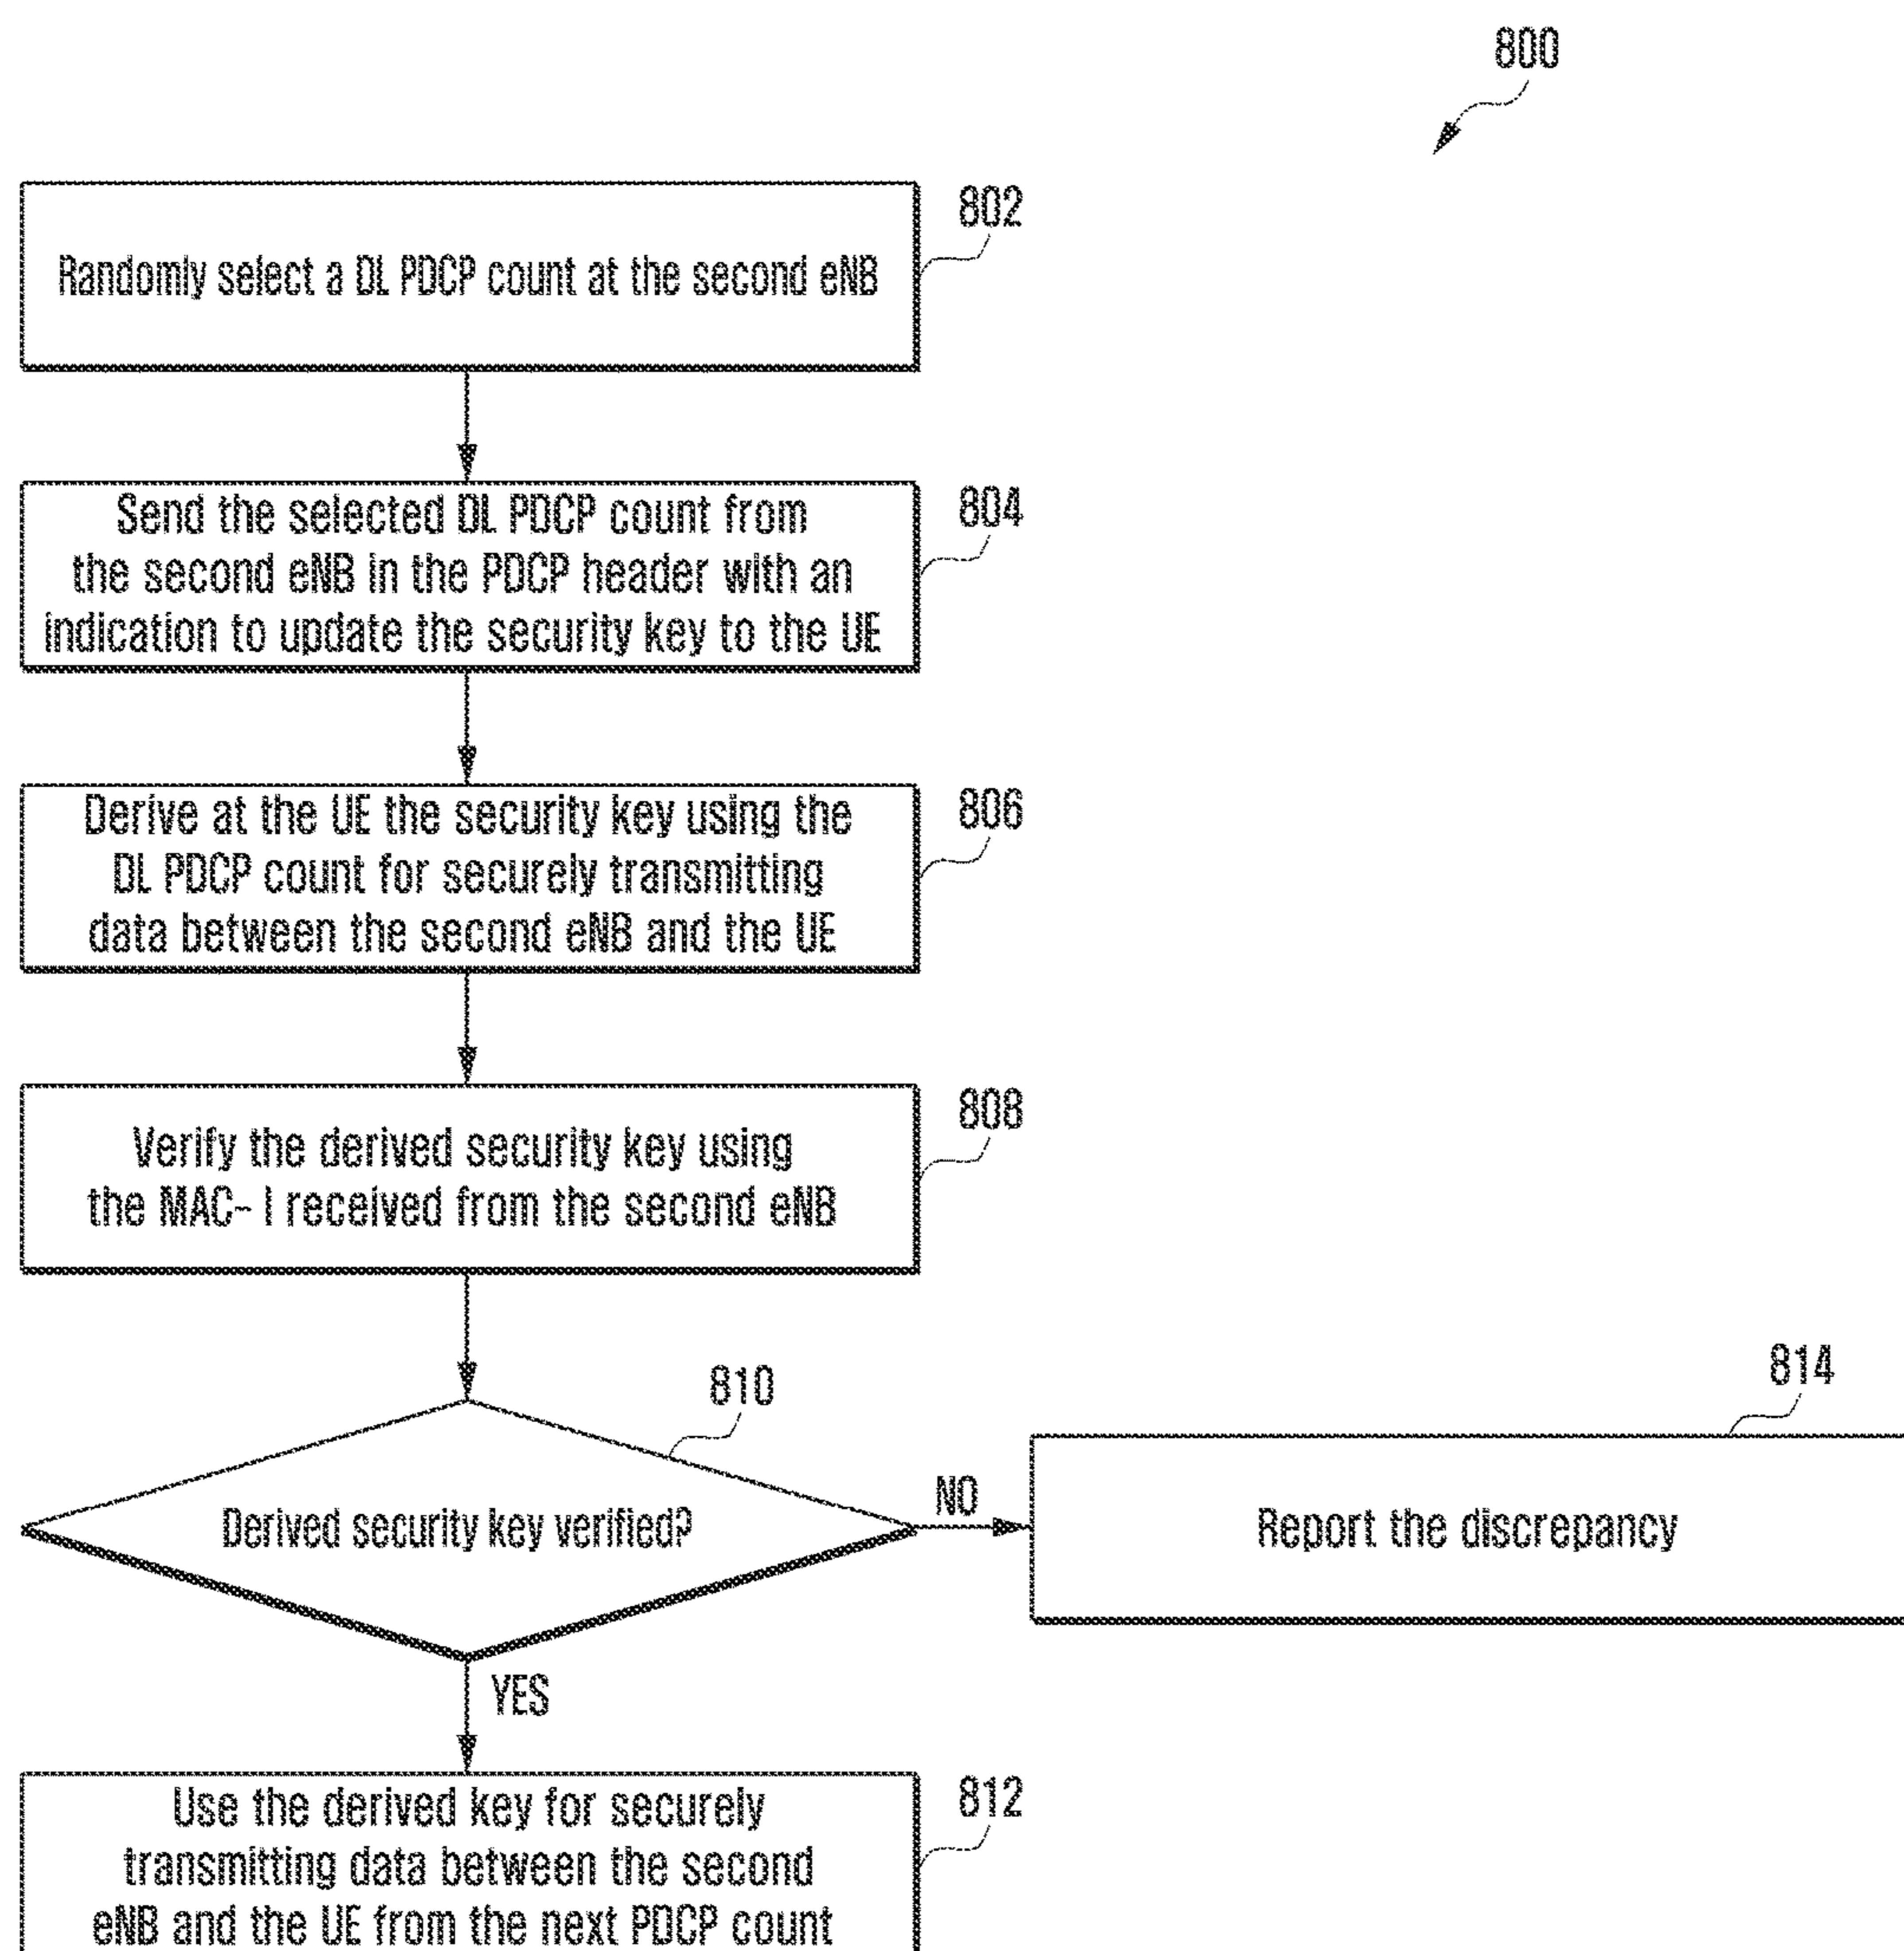 800
802
Randomly select a DL PDCP count at the second eNB
804
Send the selected DL PDCP count from
the second eNB in the PDCP header with an
indication to update the security key to the UE
806
Derive at the UE the security key using the
DL PDCP count for securely transmitting
data between the second eNB and the UE
808
Verify the derived security key using
the MAC- I received from the second eNB
810
Derived security key verified?
NO
814
Report the discrepancy
YES
812
Use the derived key for securely
transmitting data between the second
eNB and the UE from the next PDCP count